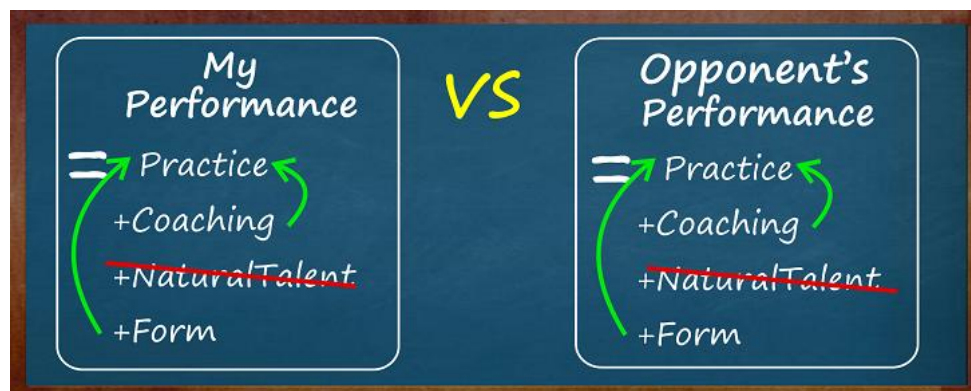 My
Performance
= Practice
+Coaching
+NaturalTalent
+Form
VS
Opponent's
Performance
= Practice
+Coaching
+NaturalTalent
+Form